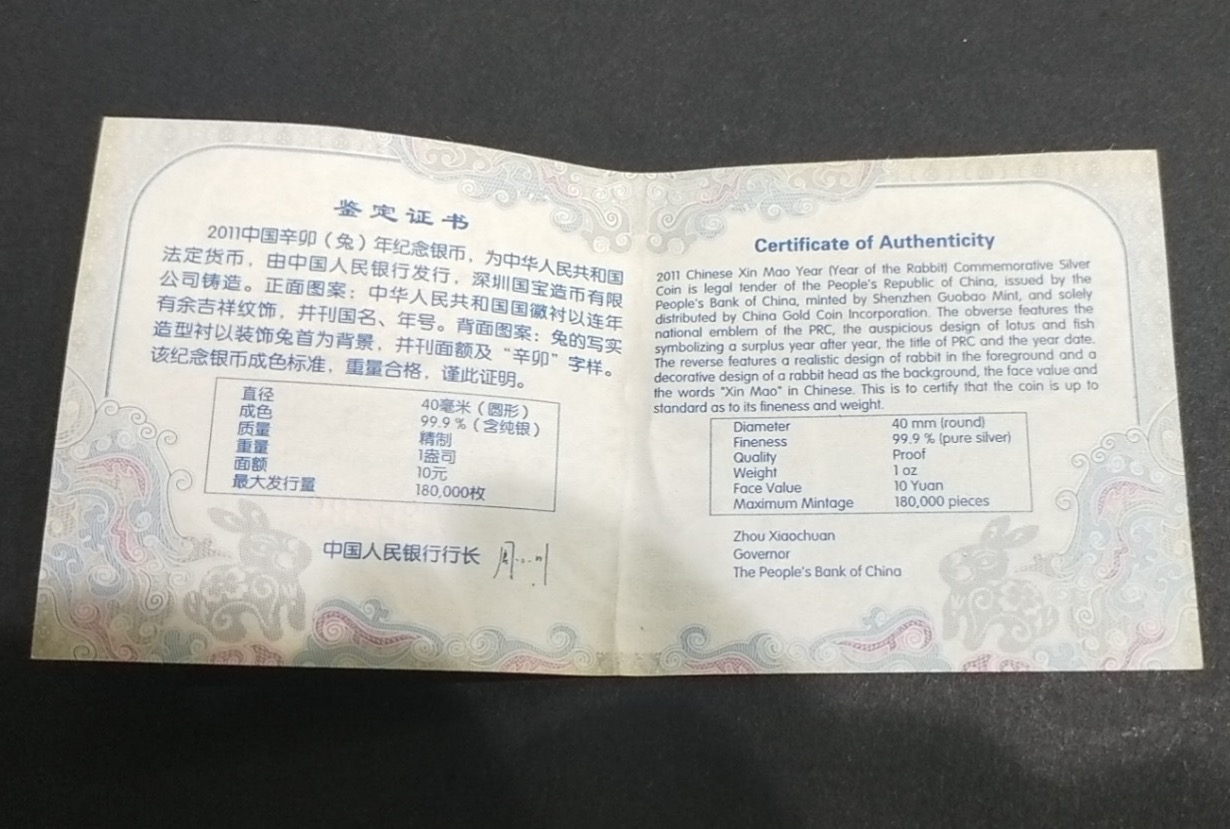 鉴定证书
2011中国辛卯（兔）年纪念银币，为中华人民共和国
法定货币，由中国人民银行发行，深圳国宝造币有限
公司铸造。正面图案：中华人民共和国国徽衬以连年
有余吉祥纹饰，并刊国名、年号。背面图案：兔的写实
造型衬以装饰兔首为背景，并刊面额及“辛卯”字样。
该纪念银币成色标准，重量合格，谨此证明。
直径 40毫米（圆形）
成色 99.9％（含纯银）
质量 精制
重量 1盎司
面额 10元
最大发行量 180,000枚
中国人民银行行长
Certificate of Authenticity
2011 Chinese Xin Mao Year (Year of the Rabbit) Commemorative Silver
Coin is legal tender of the People's Republic of China, issued by the
People's Bank of China, minted by Shenzhen Guobao Mint, and solely
distributed by China Gold Coin Incorporation. The obverse features the
national emblem of the PRC, the auspicious design of lotus and fish
symbolizing a surplus year after year, the title of PRC and the year date.
The reverse features a realistic design of rabbit in the foreground and a
decorative design of a rabbit head as the background, the face value and
the words "Xin Mao" in Chinese. This is to certify that the coin is up to
standard as to its fineness and weight.
Diameter 40 mm (round)
Fineness 99.9 % (pure silver)
Quality Proof
Weight 1 oz
Face Value 10 Yuan
Maximum Mintage 180,000 pieces
Zhou Xiaochuan
Governor
The People's Bank of China